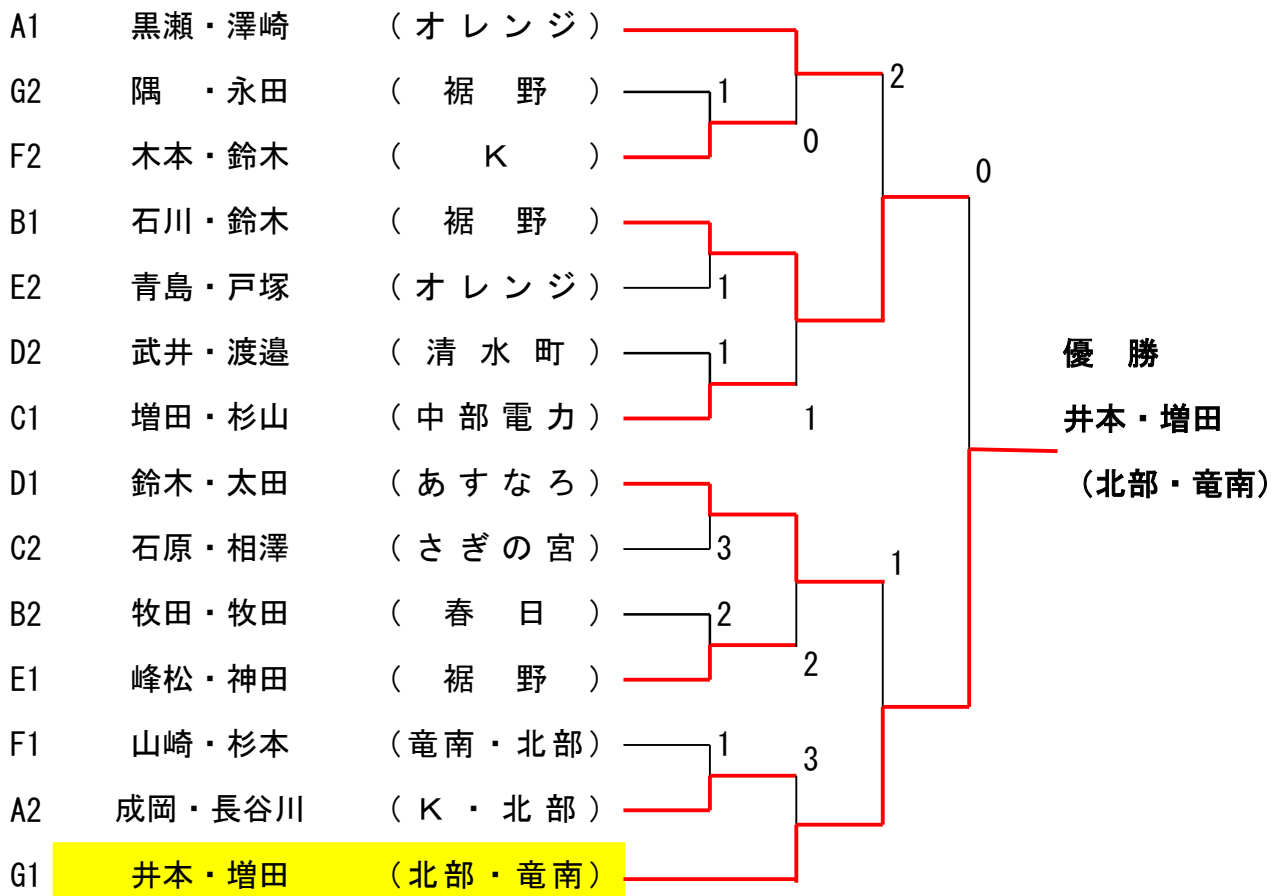 A1 黒瀬・澤崎 (オレンジ)
2
G2 隅 ・永田 ( 裾 野 ) 1
0
F2 木本・鈴木 ( K )
0
B1 石川・鈴木 ( 裾 野 )
E2 青島・戸塚 (オレンジ) 1
D2 武井・渡邉 ( 清 水 町 ) 1
優 勝
C1 増田・杉山 (中部電力) 1
井本・増田
D1 鈴木・太田 (あすなろ)
(北部・竜南)
C2 石原・相澤 (さぎの宮) 3
1
B2 牧田・牧田 ( 春 日 ) 2
2
E1 峰松・神田 ( 裾 野 )
F1 山崎・杉本 (竜南・北部) 1
3
A2 成岡・長谷川 (K・北部)
G1 井本・増田 (北部・竜南)